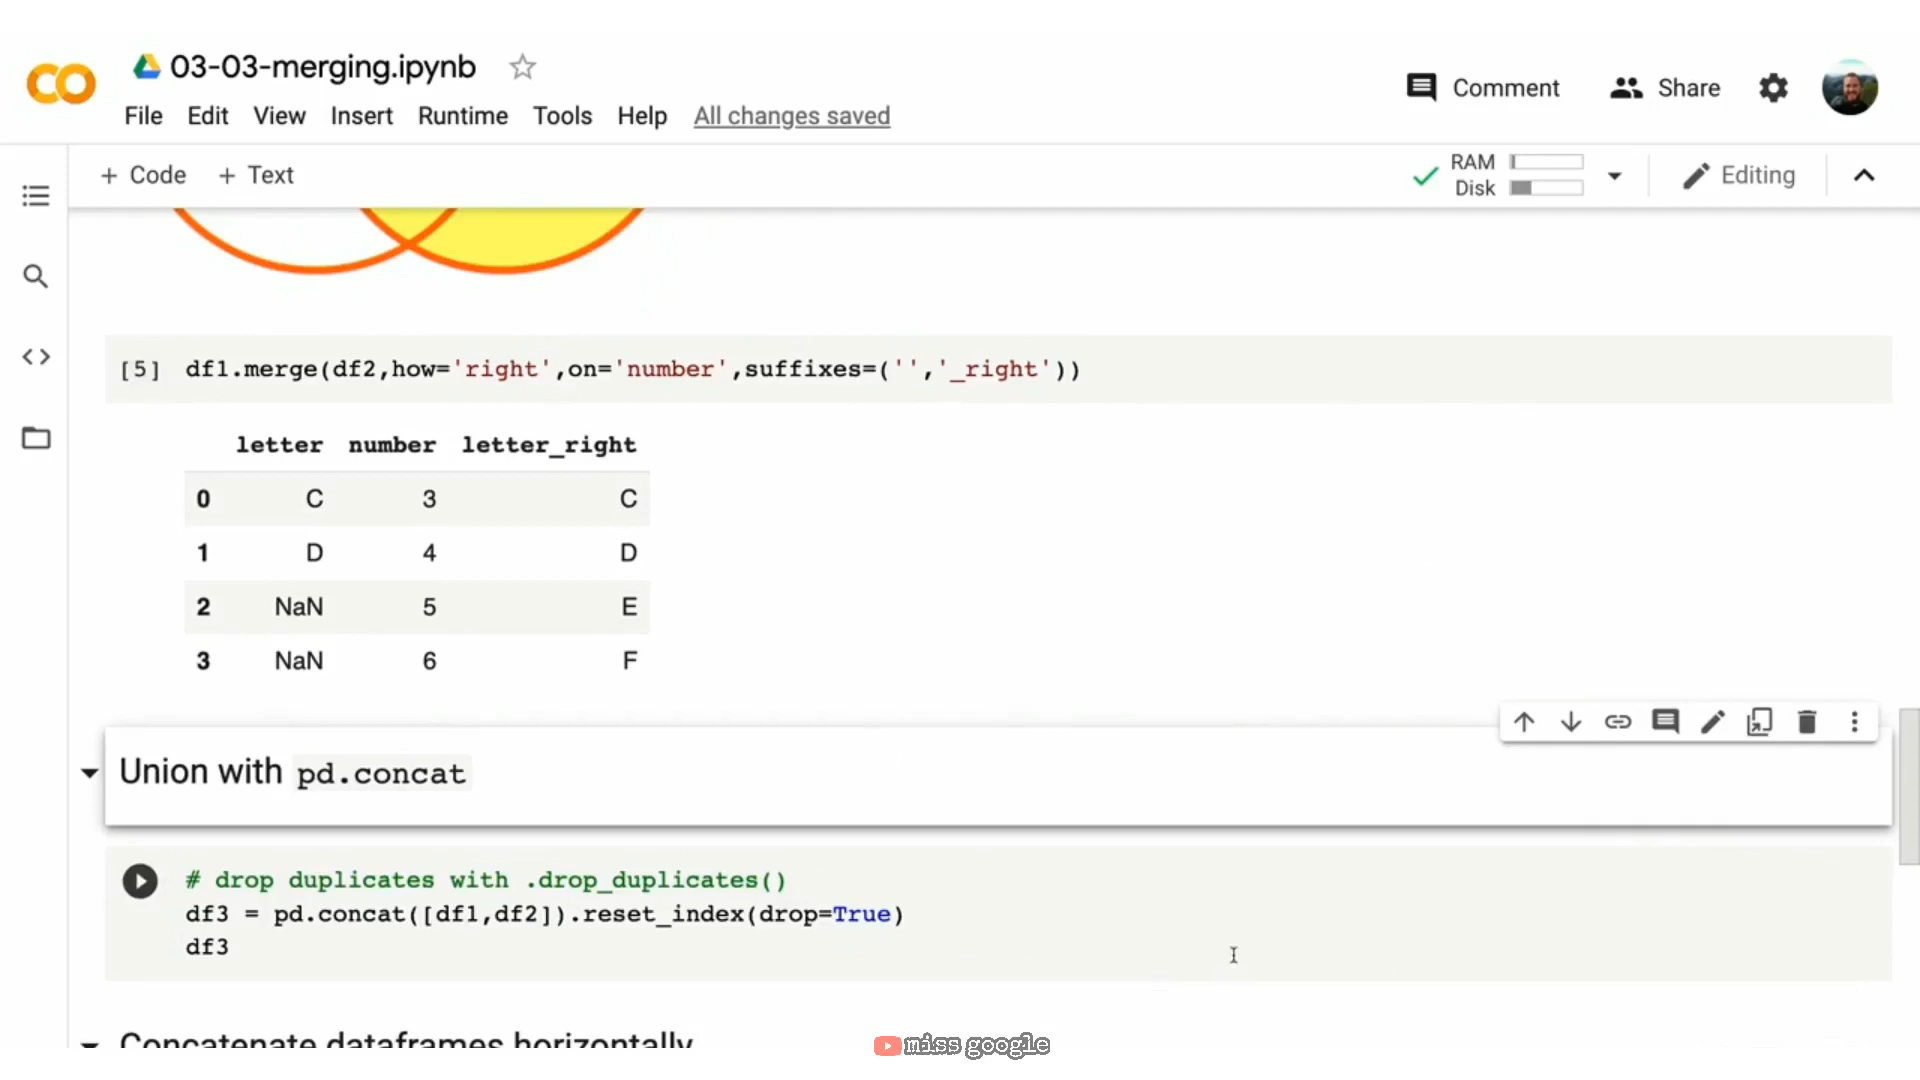 03-03-merging.ipynb
File Edit View Insert Runtime Tools Help All changes saved
Comment Share
+ Code + Text
RAM
Disk
Editing
[5] df1.merge(df2,how='right',on='number',suffixes=('','_right'))
letter number letter_right
0 C 3 C
1 D 4 D
2 NaN 5 E
3 NaN 6 F
Union with pd.concat
# drop duplicates with .drop_duplicates()
df3 = pd.concat([df1,df2]).reset_index(drop=True)
df3
Concatenate dataframes horizontally
miss google